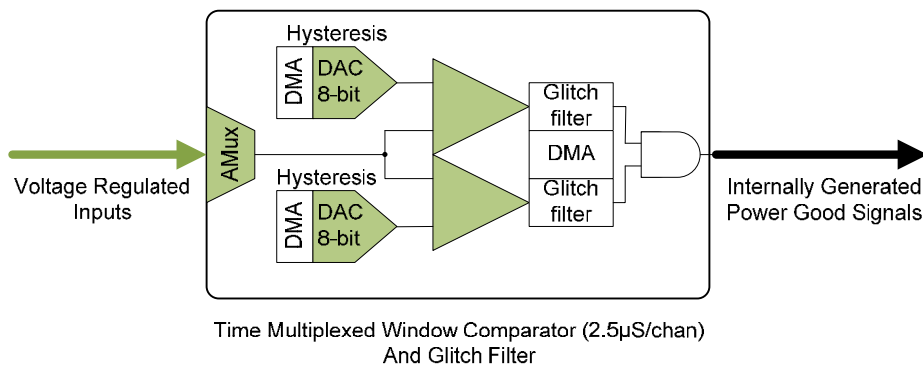 Hysteresis
DMA
DAC
8-bit
Glitch
filter
AMux
DMA
Voltage Regulated
Inputs
Hysteresis
DMA
DAC
8-bit
Glitch
filter
Internally Generated
Power Good Signals
Time Multiplexed Window Comparator (2.5µS/chan)
And Glitch Filter